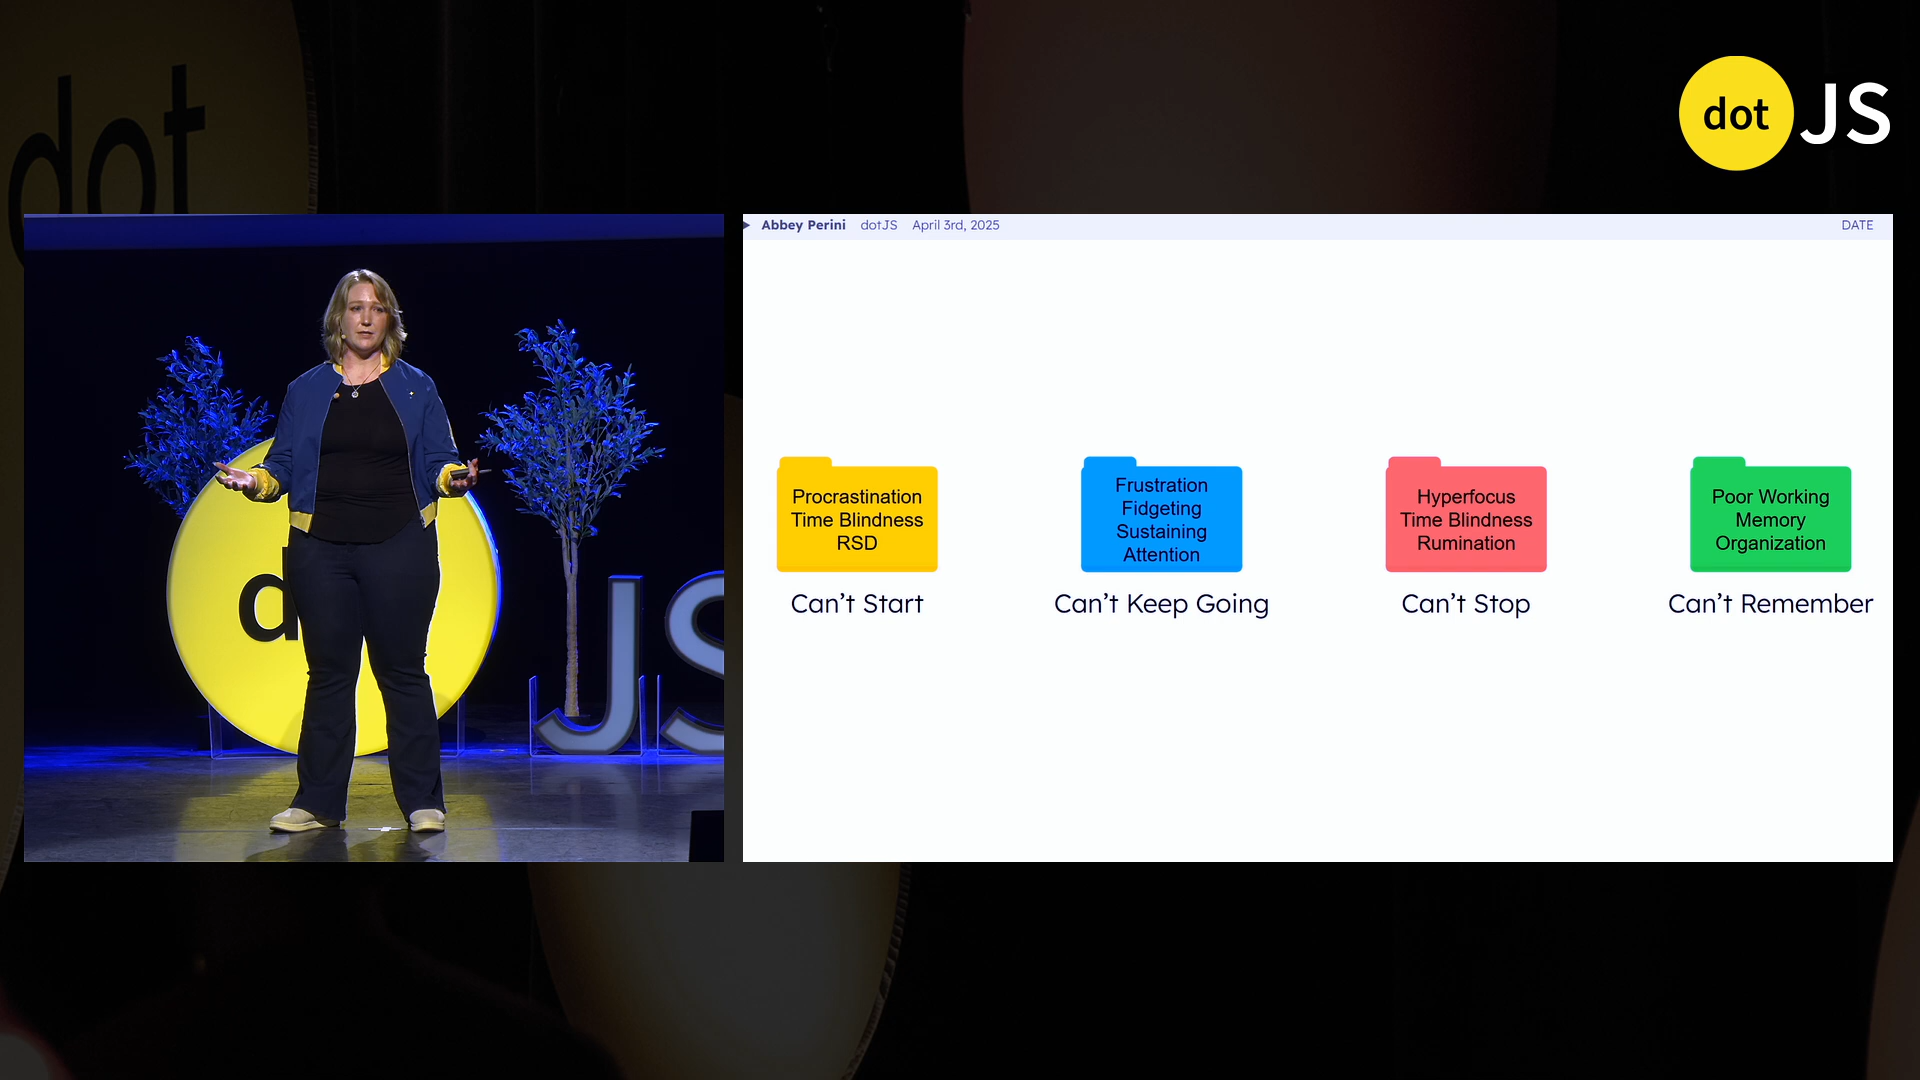 dot
dot JS
Abbey Perini dotJS April 3rd, 2025 DATE
Procrastination
Time Blindness
RSD
Can’t Start
Frustration
Fidgeting
Sustaining
Attention
Can’t Keep Going
Hyperfocus
Time Blindness
Rumination
Can’t Stop
Poor Working
Memory
Organization
Can’t Remember
d
JS